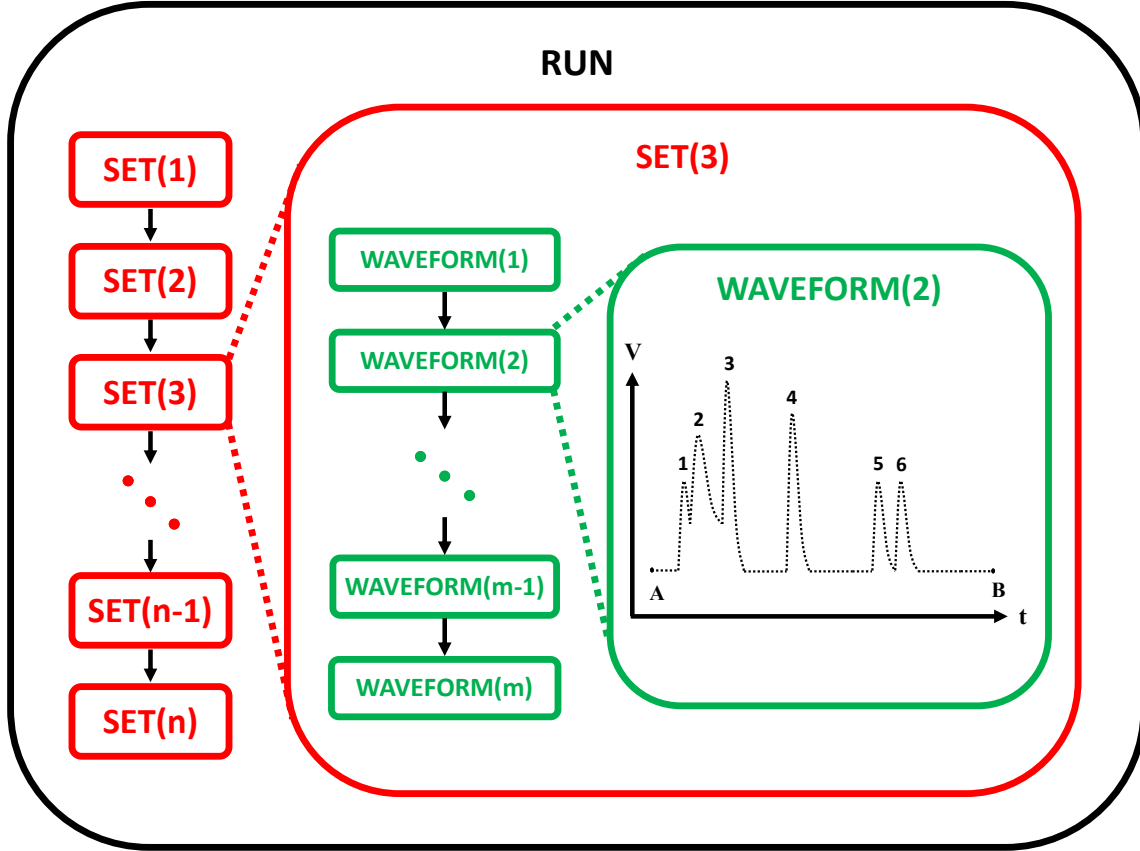 RUN
SET(1)
SET(2)
SET(3)
SET(n-1)
SET(n)
SET(3)
WAVEFORM(1)
WAVEFORM(2)
WAVEFORM(m-1)
WAVEFORM(m)
WAVEFORM(2)
V
1
2
3
4
5
6
A
B
t